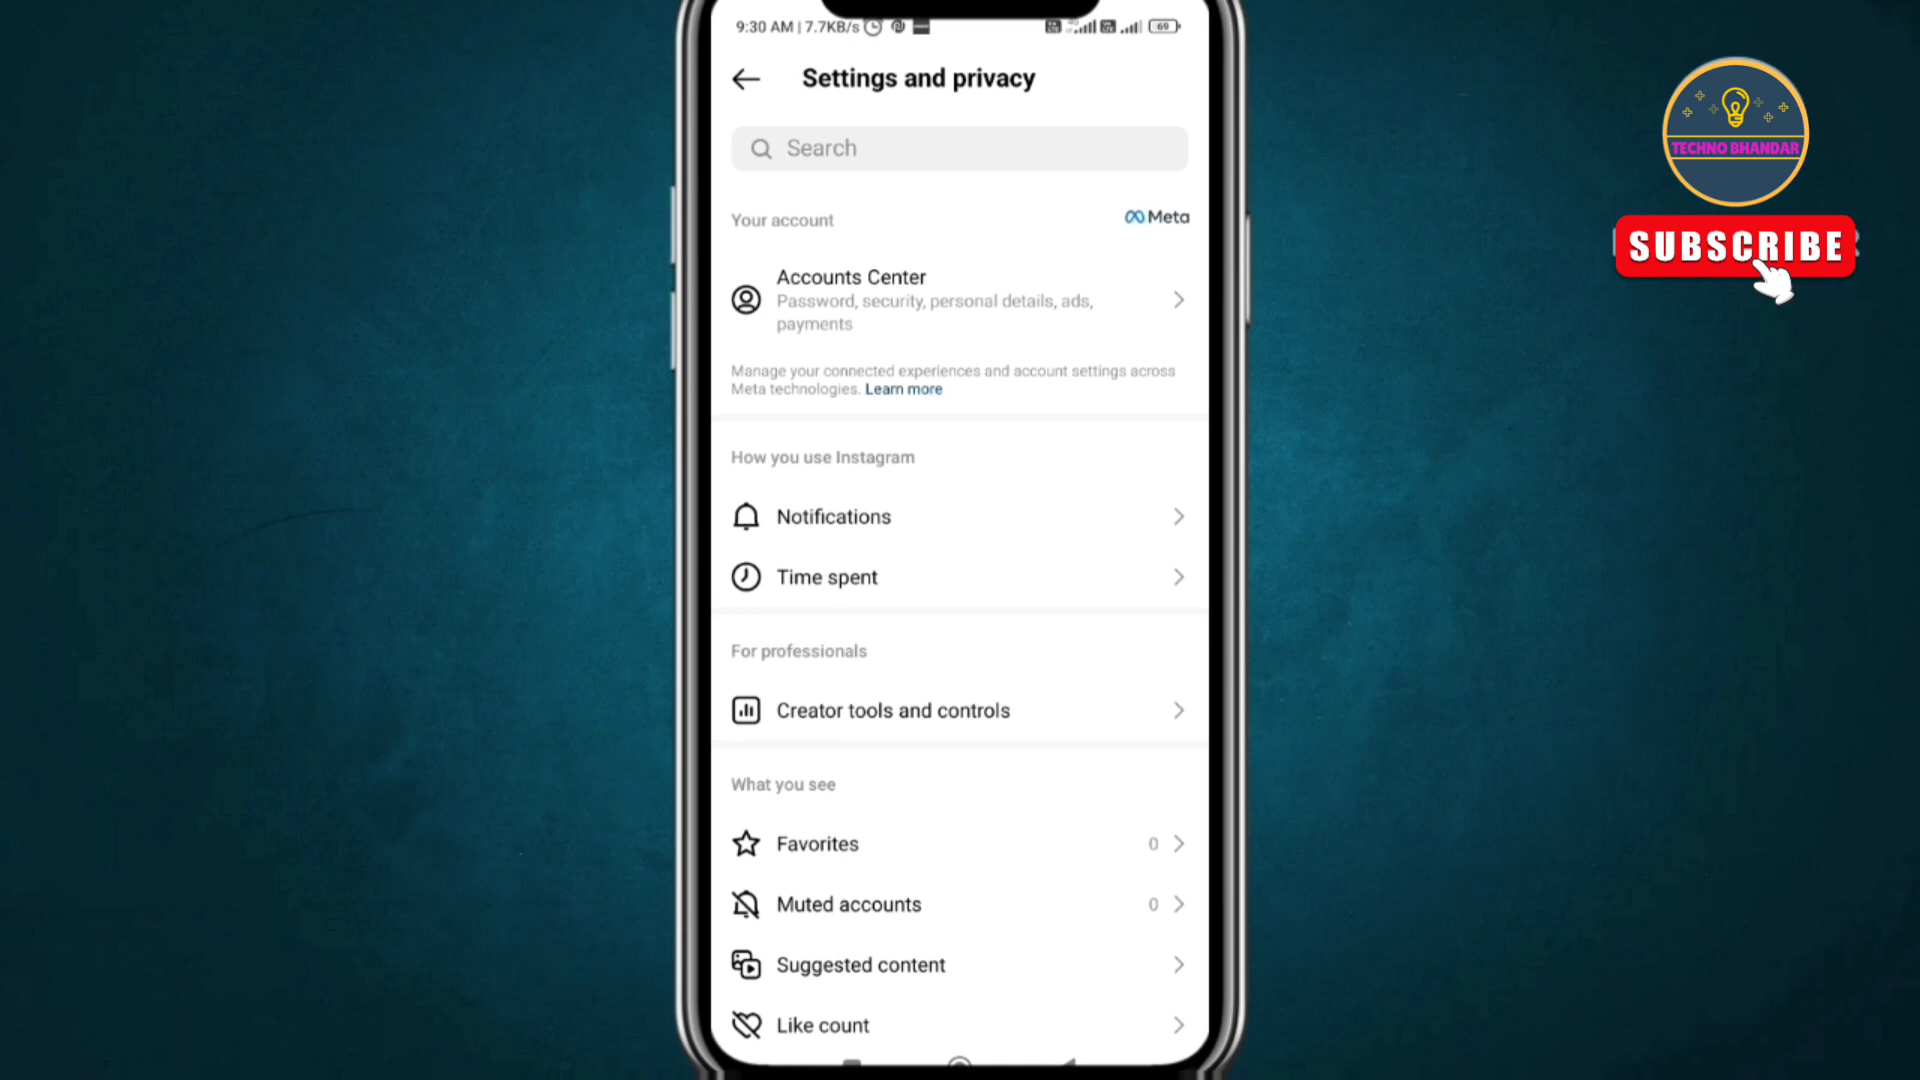 9:30 AM | 7.7KB/s
69
Settings and privacy
Search
Your account
Meta
Accounts Center
Password, security, personal details, ads,
payments
Manage your connected experiences and account settings across
Meta technologies. Learn more
How you use Instagram
Notifications
Time spent
For professionals
Creator tools and controls
What you see
Favorites 0
Muted accounts 0
Suggested content
Like count
TECHNO BHANDAR
SUBSCRIBE